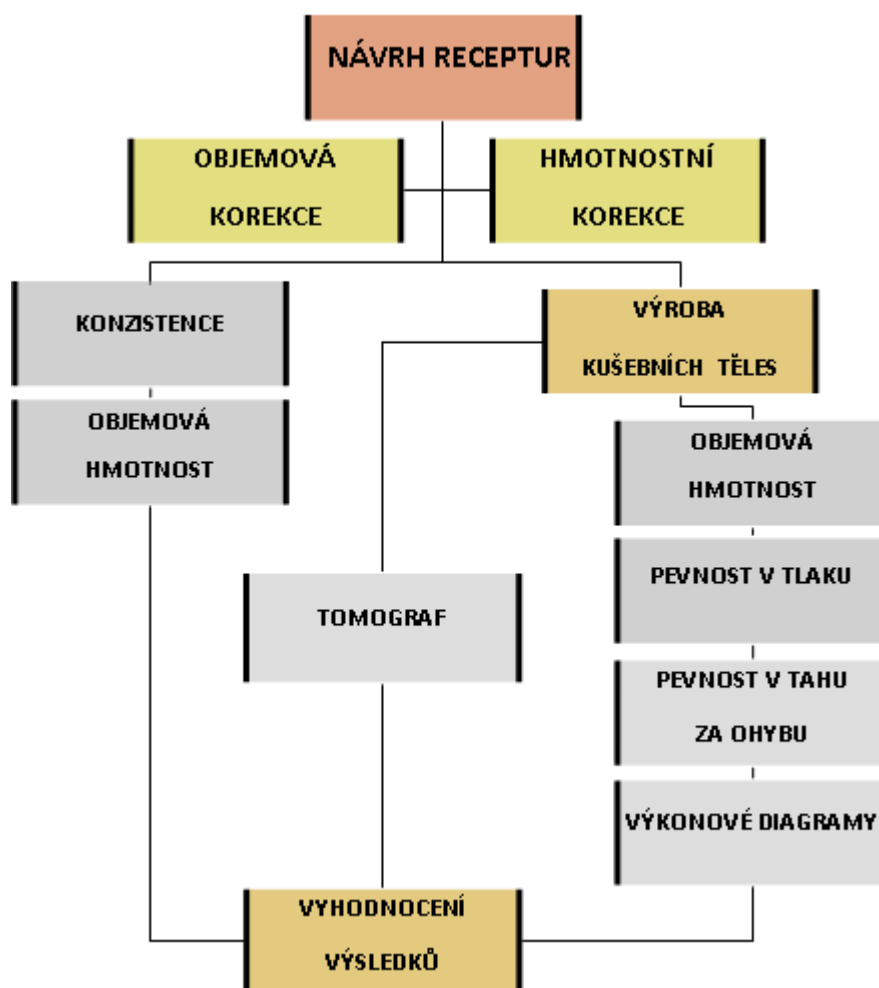 NÁVRH RECEPTUR
OBJEMOVÁ
KOREKCE
HMOTNOSTNÍ
KOREKCE
KONZISTENCE
OBJEMOVÁ
HMOTNOST
VÝROBA
KUŠEBNÍCH TĚLES
OBJEMOVÁ
HMOTNOST
PEVNOST V TLAKU
TOMOGRAF
PEVNOST V TAHU
ZA OHYBU
VÝKONOVÉ DIAGRAMY
VYHODNOCENÍ
VÝSLEDKŮ